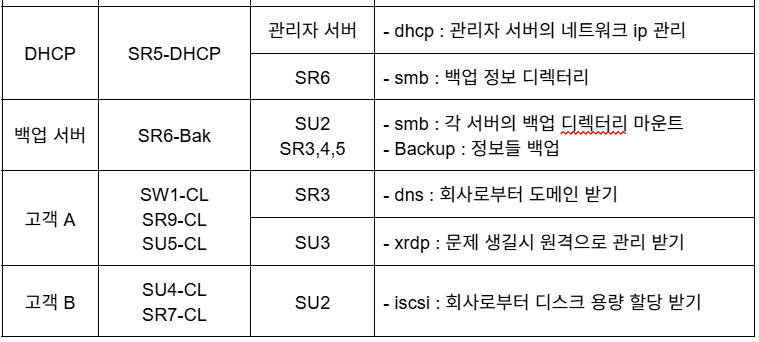 DHCP
SR5-DHCP
관리자 서버
- dhcp : 관리자 서버의 네트워크 ip 관리
SR6
- smb : 백업 정보 디렉터리
백업 서버
SR6-Bak
SU2
SR3,4,5
- smb : 각 서버의 백업 디렉터리 마운트
- Backup : 정보들 백업
고객 A
SW1-CL
SR9-CL
SU5-CL
SR3
- dns : 회사로부터 도메인 받기
SU3
- xrdp : 문제 생길시 원격으로 관리 받기
고객 B
SU4-CL
SR7-CL
SU2
- iscsi : 회사로부터 디스크 용량 할당 받기